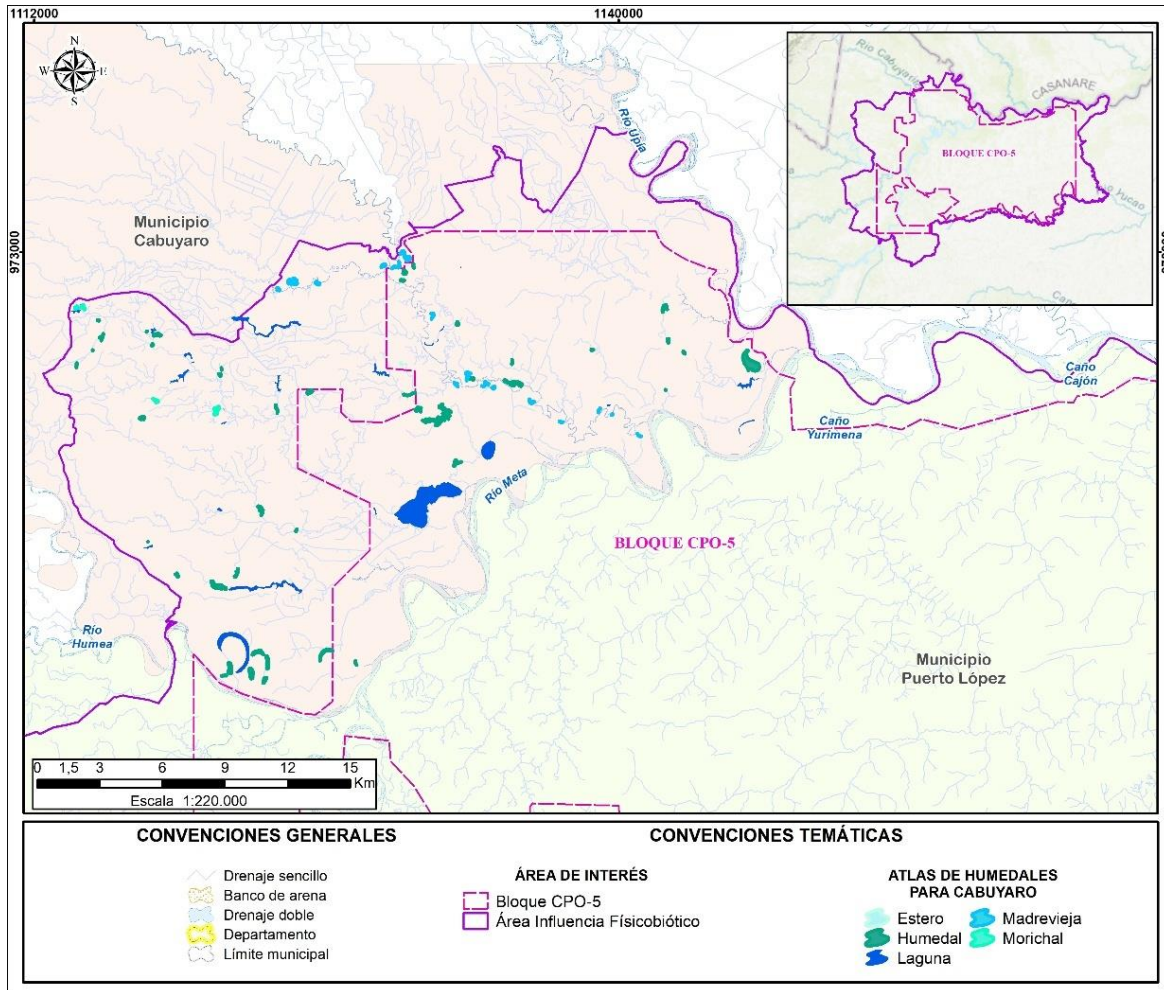 1112000
1140000
N
W E
S
Río Cabuyaro
CASANARE
BLOQUE CPO-5
Río Upía
Municipio
Cabuyaro
973000
Caño
Cajón
Caño
Yurimena
Río Meta
BLOQUE CPO-5
Río
Humea
Municipio
Puerto López
0 1,5 3 6 9 12 15
Km
Escala 1:220.000
CONVENCIONES GENERALES
Drenaje sencillo
Banco de arena
Drenaje doble
Departamento
Límite municipal
CONVENCIONES TEMÁTICAS
ÁREA DE INTERÉS
Bloque CPO-5
Área Influencia Físicobiótico
ATLAS DE HUMEDALES
PARA CABUYARO
Estero
Humedal
Laguna
Madrevieja
Morichal